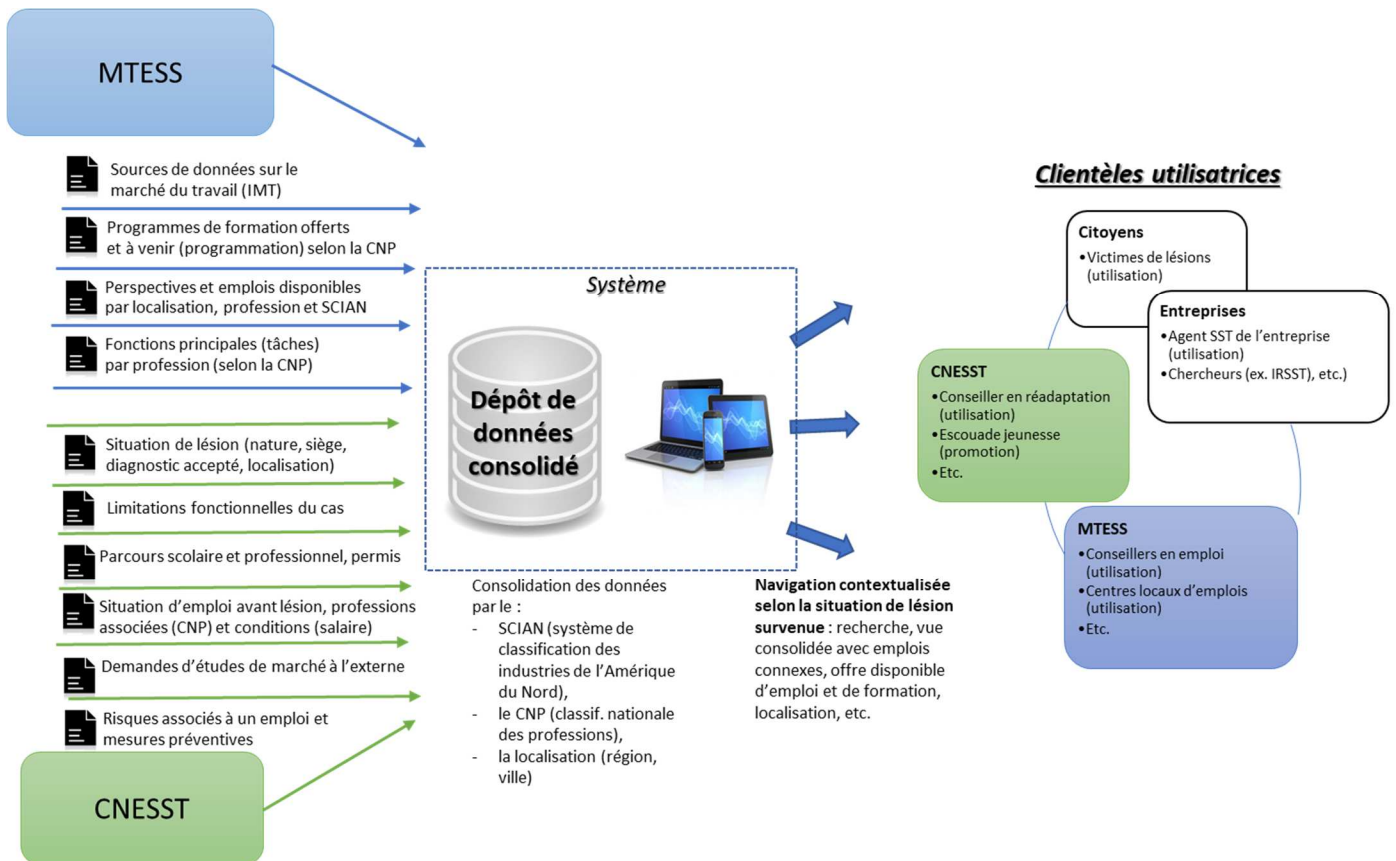 MTESS
Sources de données sur le
marché du travail (IMT)
Programmes de formation offerts
et à venir (programmation) selon la CNP
Perspectives et emplois disponibles
par localisation, profession et SCIAN
Fonctions principales (tâches)
par profession (selon la CNP)
Situation de lésion (nature, siège,
diagnostic accepté, localisation)
Limitations fonctionnelles du cas
Parcours scolaire et professionnel, permis
Situation d’emploi avant lésion, professions
associées (CNP) et conditions (salaire)
Demandes d’études de marché à l’externe
Risques associés à un emploi et
mesures préventives
CNESST
Système
Dépôt de
données
consolidé
Consolidation des données
par le :
- SCIAN (système de
classification des
industries de l’Amérique
du Nord),
- le CNP (classif. nationale
des professions),
- la localisation (région,
ville)
Navigation contextualisée
selon la situation de lésion
survenue : recherche, vue
consolidée avec emplois
connexes, offre disponible
d’emploi et de formation,
localisation, etc.
Clientèles utilisatrices
Citoyens
•Victimes de lésions
(utilisation)
Entreprises
•Agent SST de l’entreprise
(utilisation)
•Chercheurs (ex. IRSST), etc.)
CNESST
•Conseiller en réadaptation
(utilisation)
•Escouade jeunesse
(promotion)
•Etc.
MTESS
•Conseillers en emploi
(utilisation)
•Centres locaux d’emplois
(utilisation)
•Etc.